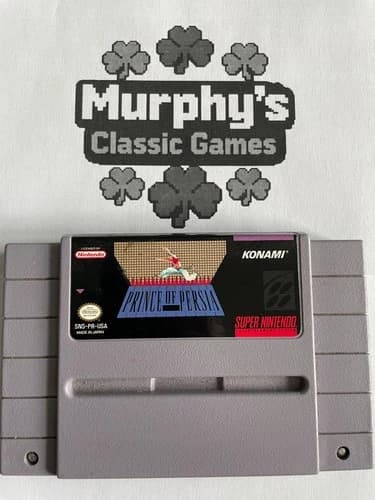 Murphy's
Classic Games
LICENSED BY
Nintendo
KONAMI
PRINCE OF PERSIA
SNS-PR-USA
MADE IN JAPAN
SUPER NINTENDO